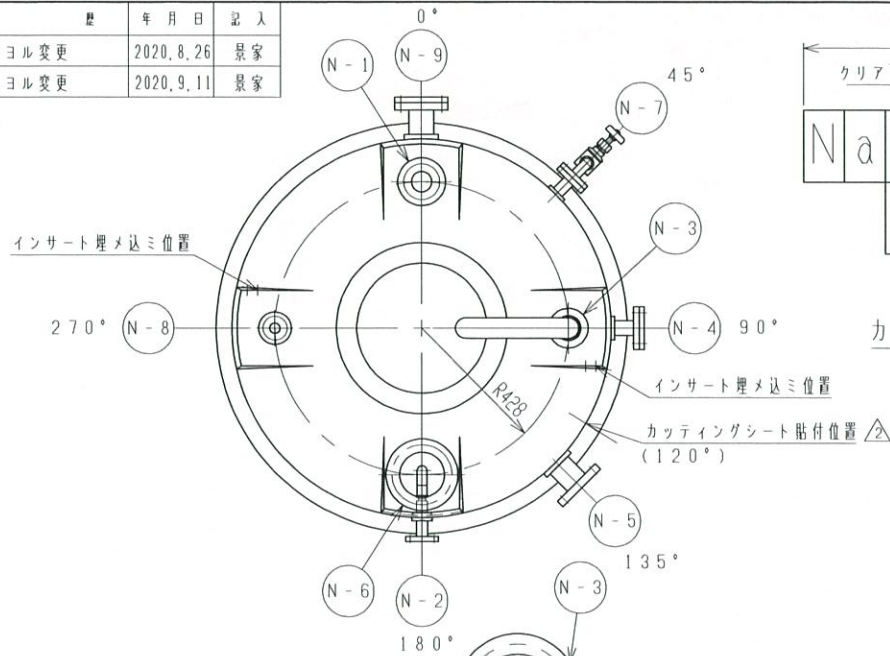 歴 年月日 記入
ヨル変更 2020.8.26 景家
ヨル変更 2020.9.11 景家
0°
N-1
N-9
45°
N-7
クリア
Na
インサート埋メ込ミ位置
N-3
270°
N-8
N-4
90°
カ
R428
インサート埋メ込ミ位置
カッティングシート貼付位置 2
(120°)
N-5
135°
N-6
N-2
N-3
180°